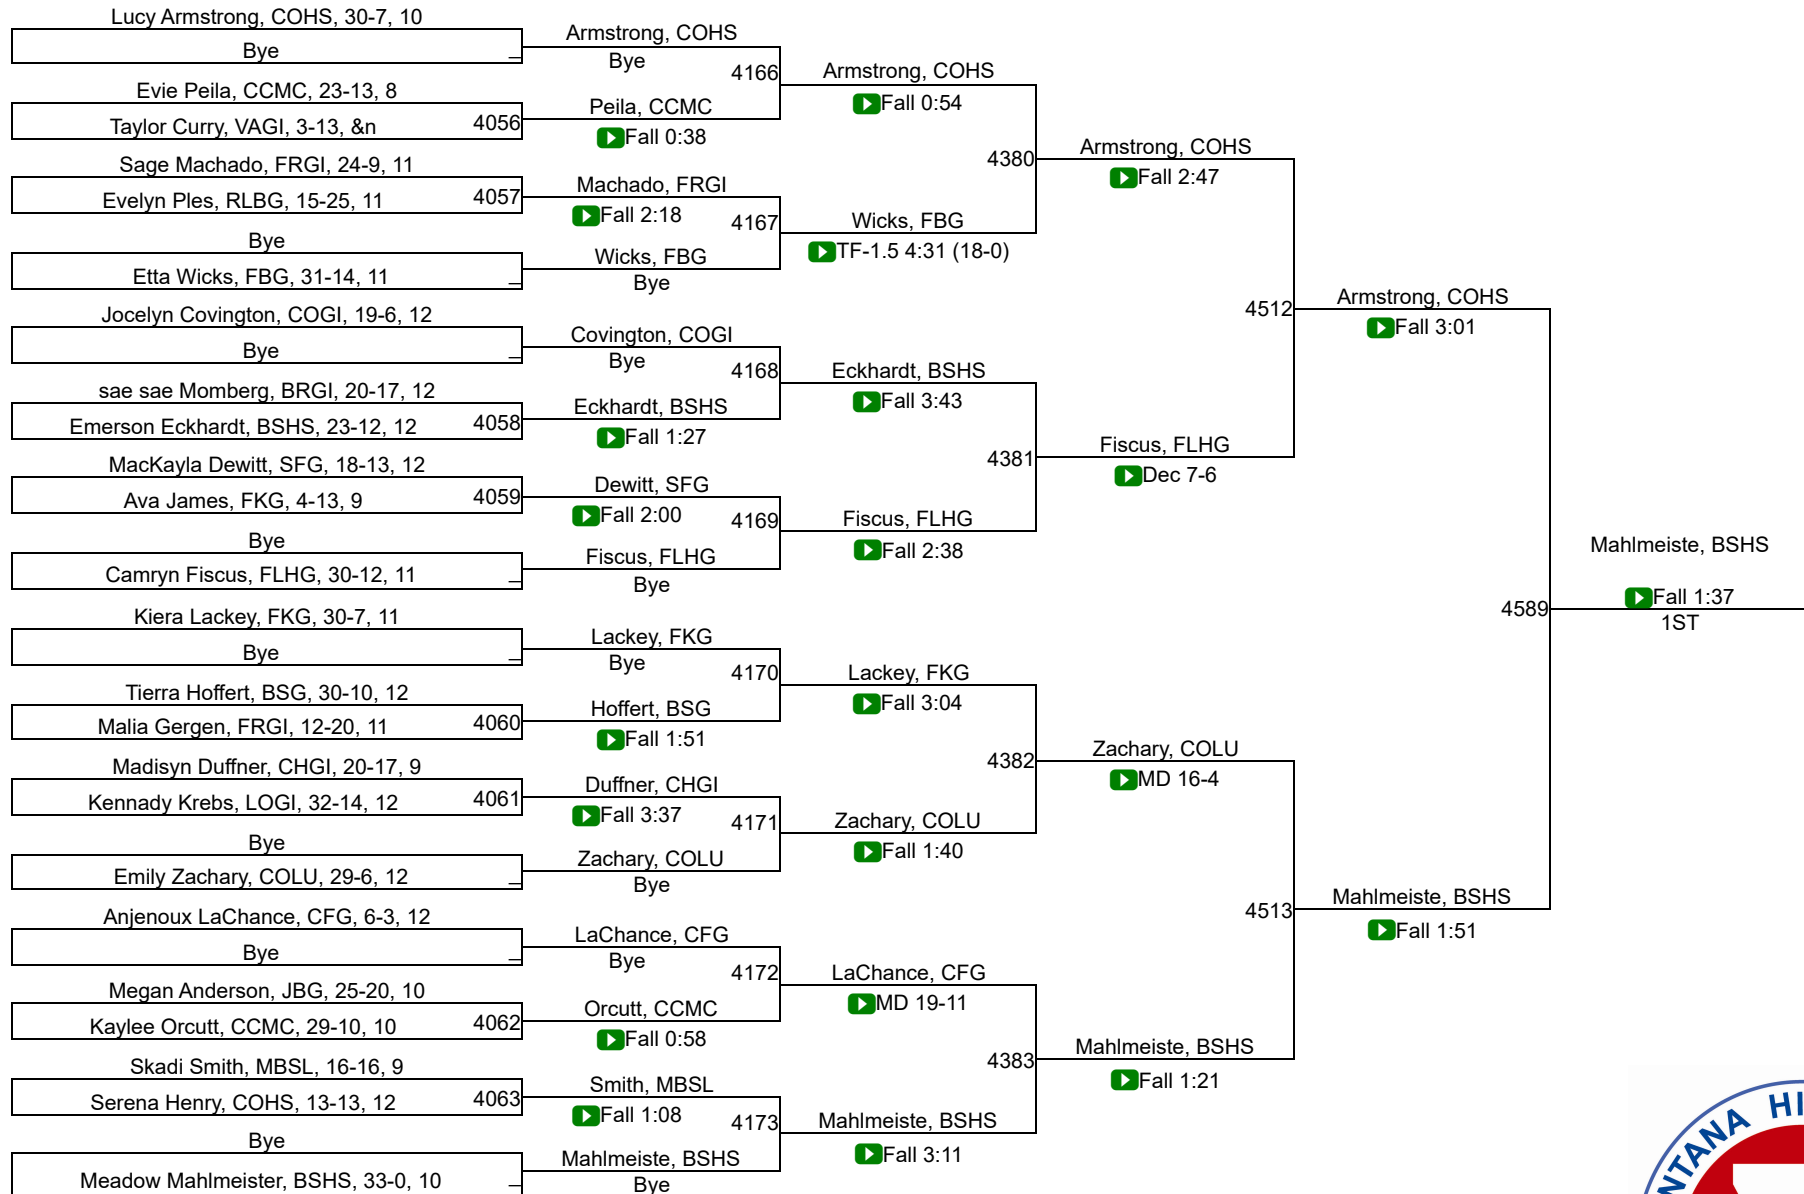 Lucy Armstrong, COHS, 30-7, 10
Bye
Evie Peila, CCMC, 23-13, 8
Taylor Curry, VAGI, 3-13, &n
4056
Sage Machado, FRGI, 24-9, 11
Evelyn Ples, RLBG, 15-25, 11
4057
Bye
Etta Wicks, FBG, 31-14, 11
Jocelyn Covington, COGI, 19-6, 12
Bye
sae sae Momberg, BRGI, 20-17, 12
Emerson Eckhardt, BSHS, 23-12, 12
4058
MacKayla Dewitt, SFG, 18-13, 12
Ava James, FKG, 4-13, 9
4059
Bye
Camryn Fiscus, FLHG, 30-12, 11
Kiera Lackey, FKG, 30-7, 11
Bye
Tierra Hoffert, BSG, 30-10, 12
Malia Gergen, FRGI, 12-20, 11
4060
Madisyn Duffner, CHGI, 20-17, 9
Kennady Krebs, LOGI, 32-14, 12
4061
Bye
Emily Zachary, COLU, 29-6, 12
Anjenoux LaChance, CFG, 6-3, 12
Bye
Megan Anderson, JBG, 25-20, 10
Kaylee Orcutt, CCMC, 29-10, 10
4062
Skadi Smith, MBSL, 16-16, 9
Serena Henry, COHS, 13-13, 12
4063
Bye
Meadow Mahlmeister, BSHS, 33-0, 10
Armstrong, COHS
Bye
4166
Peila, CCMC
Fall 0:38
Machado, FRGI
Fall 2:18
4167
Wicks, FBG
Bye
Covington, COGI
Bye
4168
Eckhardt, BSHS
Fall 1:27
Dewitt, SFG
Fall 2:00
4169
Fiscus, FLHG
Bye
Lackey, FKG
Bye
4170
Hoffert, BSG
Fall 1:51
Duffner, CHGI
Fall 3:37
4171
Zachary, COLU
Bye
LaChance, CFG
Bye
4172
Orcutt, CCMC
Fall 0:58
Smith, MBSL
Fall 1:08
4173
Mahlmeiste, BSHS
Bye
Armstrong, COHS
Fall 0:54
4380
Wicks, FBG
TF-1.5 4:31 (18-0)
Eckhardt, BSHS
Fall 3:43
4381
Fiscus, FLHG
Fall 2:38
Lackey, FKG
Fall 3:04
4382
Zachary, COLU
Fall 1:40
LaChance, CFG
MD 19-11
4383
Mahlmeiste, BSHS
Fall 3:11
Armstrong, COHS
Fall 2:47
4512
Fiscus, FLHG
Dec 7-6
Zachary, COLU
MD 16-4
4513
Mahlmeiste, BSHS
Fall 1:21
Armstrong, COHS
Fall 3:01
4589
Mahlmeiste, BSHS
Fall 1:51
Mahlmeiste, BSHS
Fall 1:37
1ST
NTANA HI